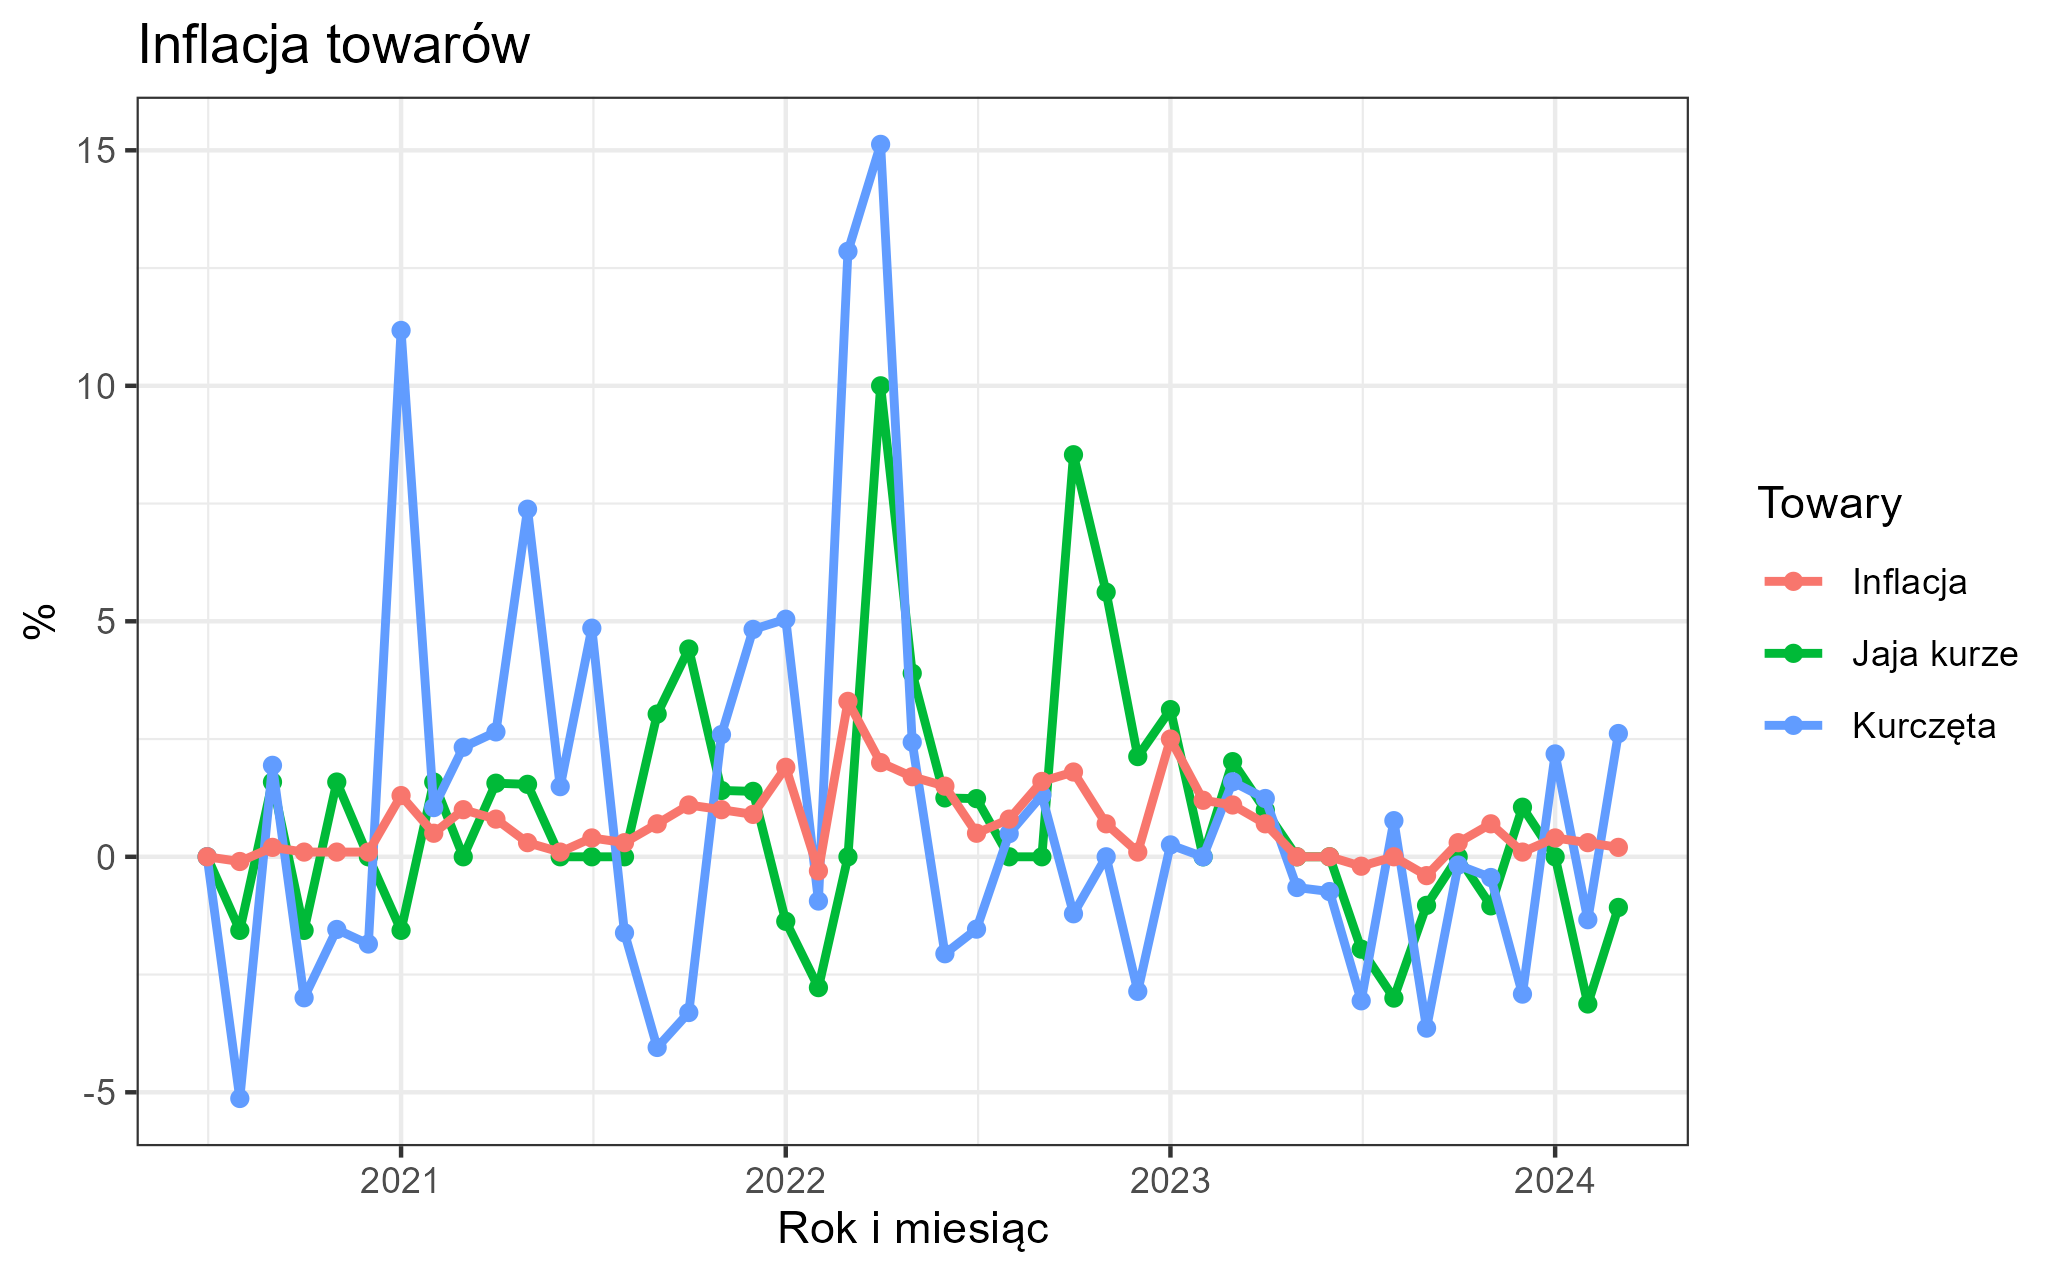 Inflacja towarów
15
10
5
0
-5
%
2021
2022
2023
2024
Rok i miesiąc
Towary
Inflacja
Jaja kurze
Kurczęta